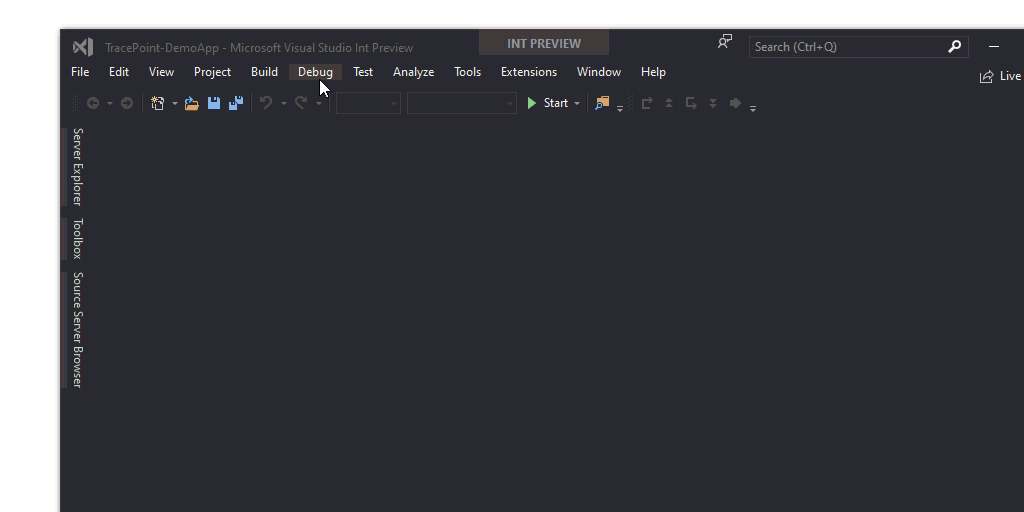 TracePoint-DemoApp - Microsoft Visual Studio Int Preview
INT PREVIEW
Search (Ctrl+Q)
File Edit View Project Build Debug Test Analyze Tools Extensions Window Help
Live
Start
Server Explorer
Toolbox
Source Server Browser